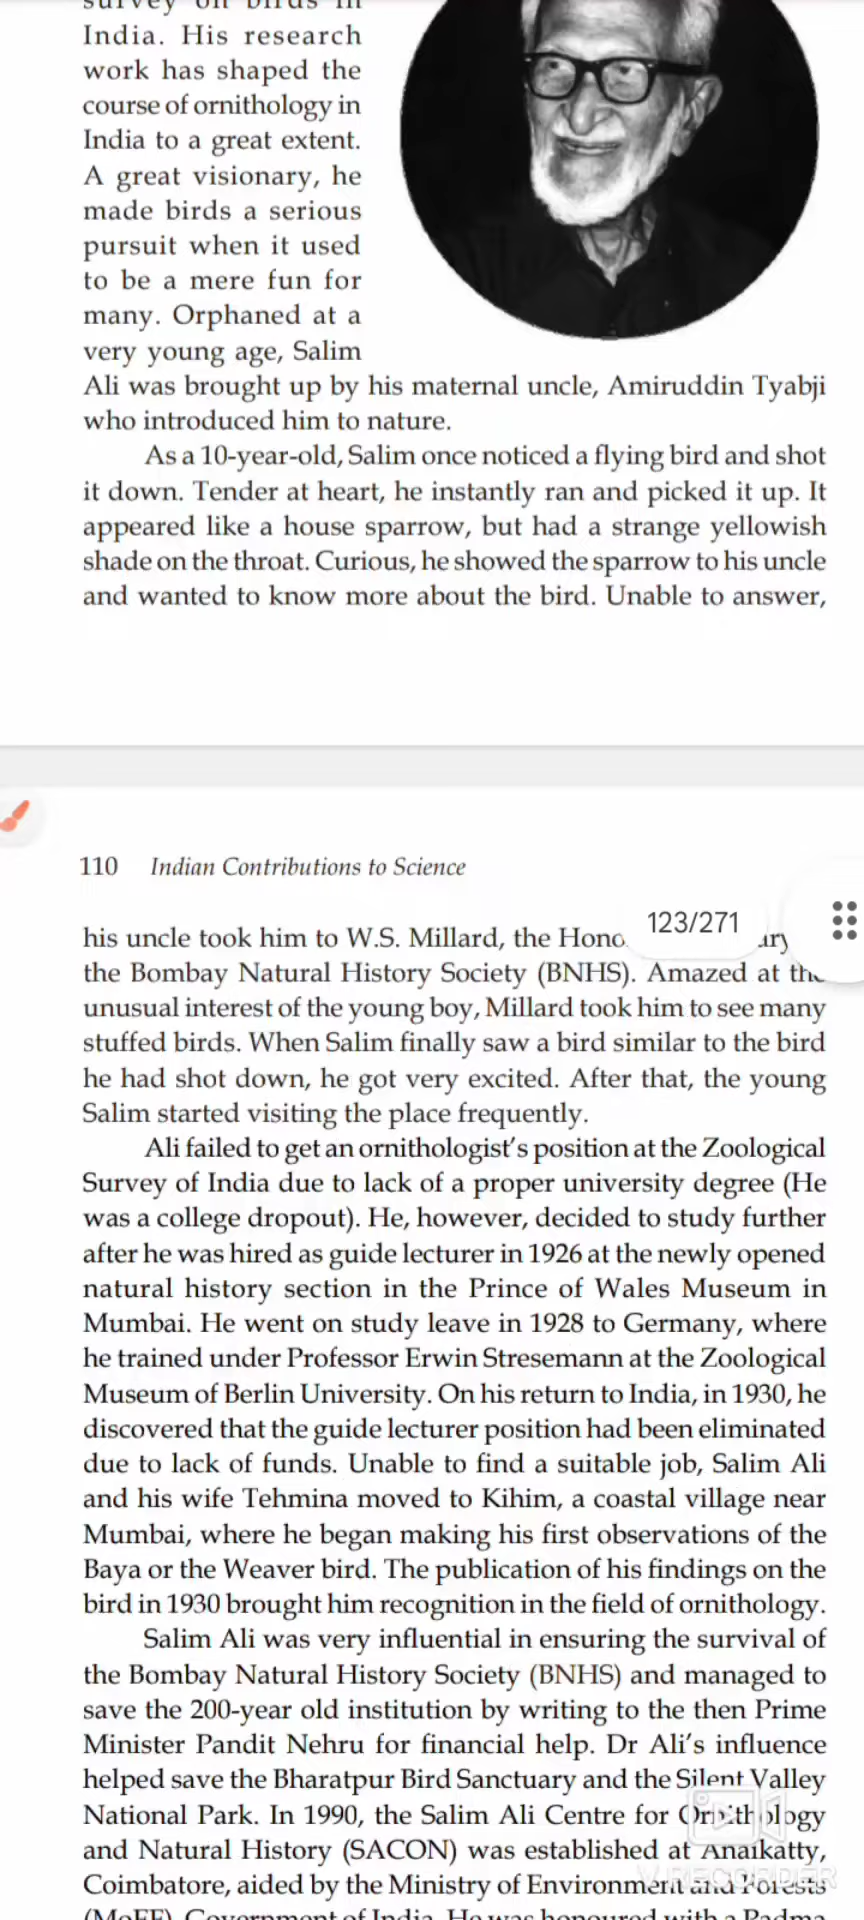 survey on birds in
India. His research
work has shaped the
course of ornithology in
India to a great extent.
A great visionary, he
made birds a serious
pursuit when it used
to be a mere fun for
many. Orphaned at a
very young age, Salim
Ali was brought up by his maternal uncle, Amiruddin Tyabji
who introduced him to nature.
As a 10-year-old, Salim once noticed a flying bird and shot
it down. Tender at heart, he instantly ran and picked it up. It
appeared like a house sparrow, but had a strange yellowish
shade on the throat. Curious, he showed the sparrow to his uncle
and wanted to know more about the bird. Unable to answer,
110 Indian Contributions to Science
123/271
his uncle took him to W.S. Millard, the
the Bombay Natural History Society (BNHS). Amazed at the
unusual interest of the young boy, Millard took him to see many
stuffed birds. When Salim finally saw a bird similar to the bird
he had shot down, he got very excited. After that, the young
Salim started visiting the place frequently.
Ali failed to get an ornithologist's position at the Zoological
Survey of India due to lack of a proper university degree (He
was a college dropout). He, however, decided to study further
after he was hired as guide lecturer in 1926 at the newly opened
natural history section in the Prince of Wales Museum in
Mumbai. He went on study leave in 1928 to Germany, where
he trained under Professor Erwin Stresemann at the Zoological
Museum of Berlin University. On his return to India, in 1930, he
discovered that the guide lecturer position had been eliminated
due to lack of funds. Unable to find a suitable job, Salim Ali
and his wife Tehmina moved to Kihim, a coastal village near
Mumbai, where he began making his first observations of the
Baya or the Weaver bird. The publication of his findings on the
bird in 1930 brought him recognition in the field of ornithology.
Salim Ali was very influential in ensuring the survival of
the Bombay Natural History Society (BNHS) and managed to
save the 200-year old institution by writing to the then Prime
Minister Pandit Nehru for financial help. Dr Ali's influence
helped save the Bharatpur Bird Sanctuary and the Silent Valley
National Park. In 1990, the Salim Ali Centre for Ornithology
and Natural History (SACON) was established at Anaikatty,
Coimbatore, aided by the Ministry of Environment and Forests
(MoEF), Government of India. He was honoured with a Padma
V RECORDER